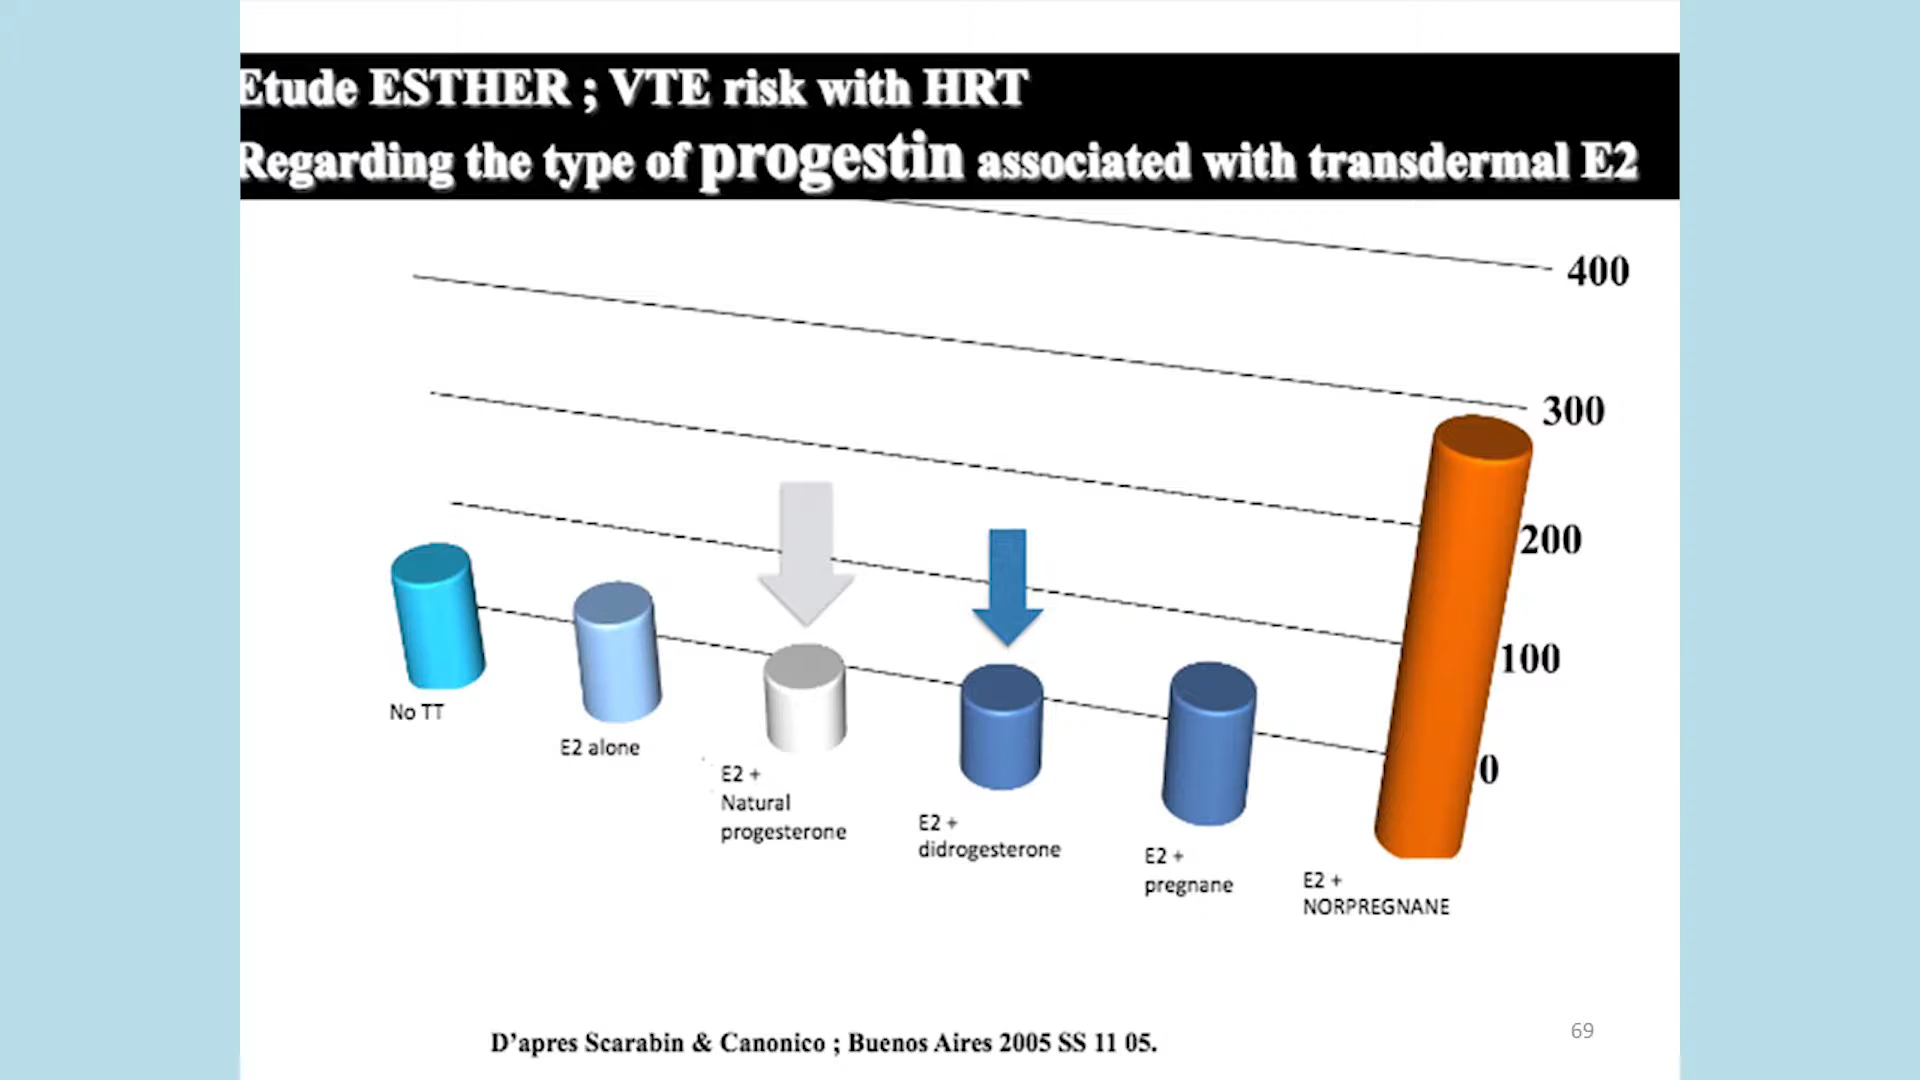 Etude ESTHER ; VTE risk with HRT
Regarding the type of progestin associated with transdermal E2
400
300
200
100
0
No TT
E2 alone
E2 +
Natural
progesterone
E2 +
didrogesterone
E2 +
pregnane
E2 +
NORPREGNANE
D'apres Scarabin & Canonico ; Buenos Aires 2005 SS 11 05.
69